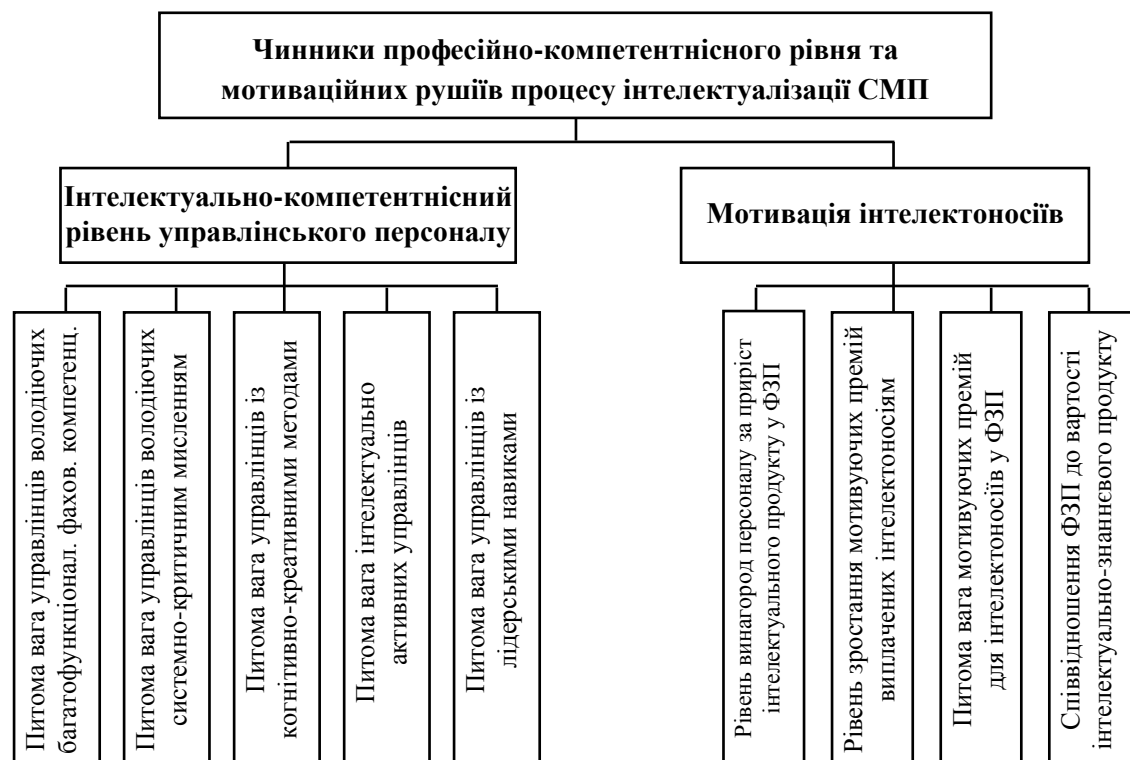 Чинники професійно-компетентнісного рівня та
мотиваційних рушіїв процесу інтелектуалізації СМП
Інтелектуально-компетентнісний
рівень управлінського персоналу
Мотивація інтелектоносіїв
Питома вага управлінців володіючих
багатофункціонал. фахов. компетенц.
Питома вага управлінців володіючих
системно-критичним мисленням
Питома вага управлінців із
когнітивно-креативними методами
Питома вага інтелектуально
активних управлінців
Питома вага управлінців із
лідерськими навиками
Рівень винагород персоналу за приріст
інтелектуального продукту у ФЗП
Рівень зростання мотивуючих премій
виплачених інтелектоносіям
Питома вага мотивуючих премій
для інтелектоносіїв у ФЗП
Співвідношення ФЗП до вартості
інтелектуально-знаннєвого продукту